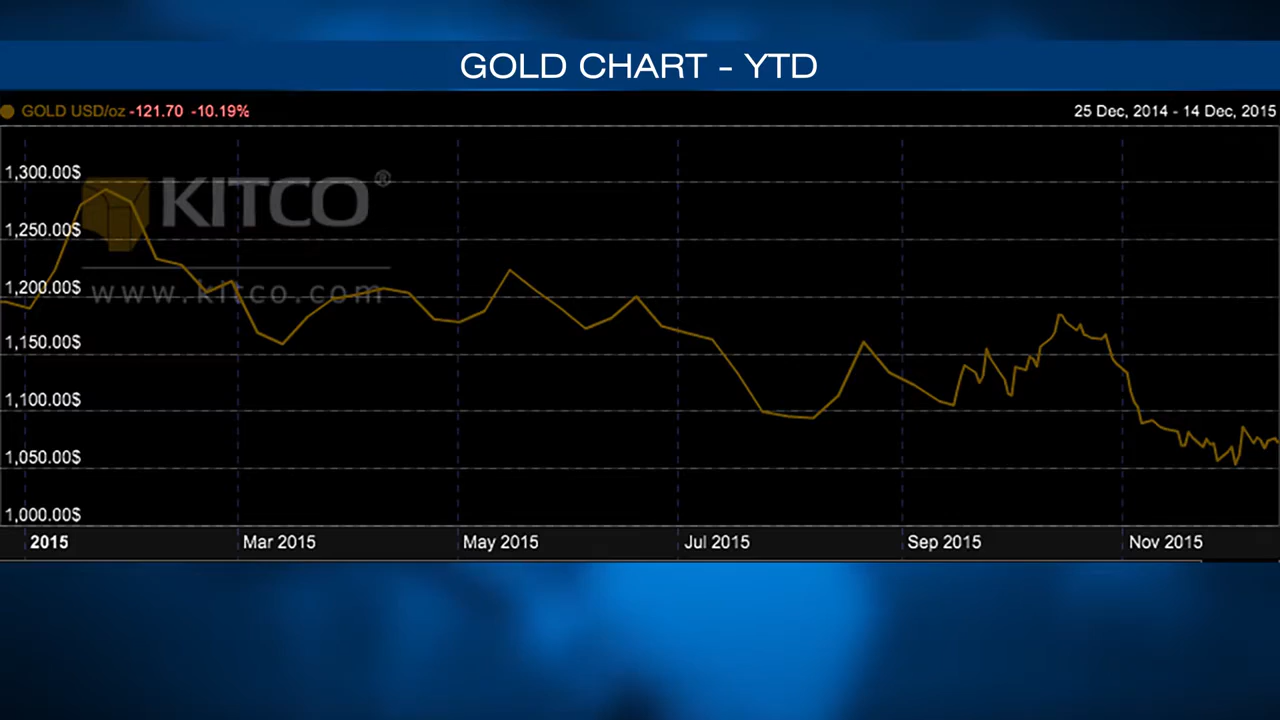 GOLD CHART - YTD
GOLD USD/oz -121.70 -10.19%
25 Dec, 2014 - 14 Dec, 2015
1,300.00$
KITCO®
1,250.00$
1,200.00$
www.kitco.com
1,150.00$
1,100.00$
1,050.00$
1,000.00$
2015 Mar 2015 May 2015 Jul 2015 Sep 2015 Nov 2015